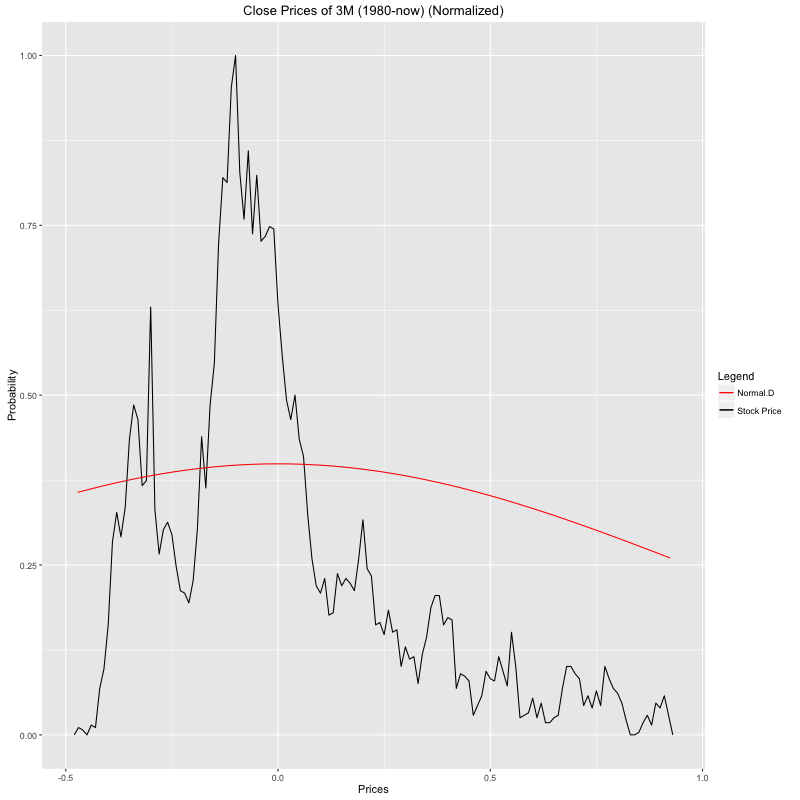 Close Prices of 3M (1980-now) (Normalized)
1.00
0.75
0.50
0.25
0.00
Probability
-0.5
0.0
0.5
1.0
Prices
Legend
Normal.D
Stock Price